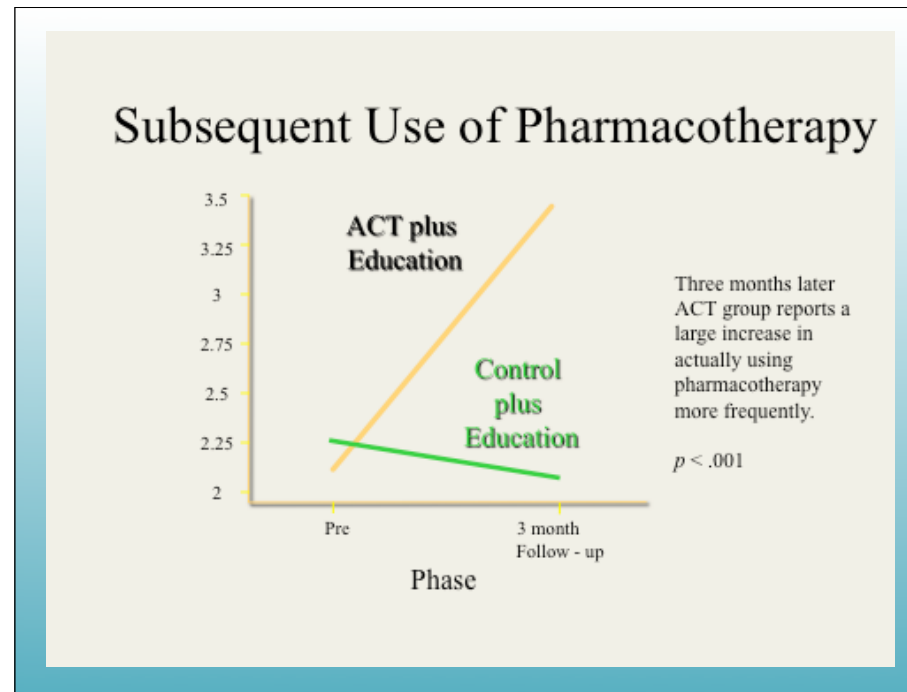 Subsequent Use of Pharmacotherapy
3.5
3.25
3
2.75
2.5
2.25
2
ACT plus
Education
Control
plus
Education
Three months later
ACT group reports a
large increase in
actually using
pharmacotherapy
more frequently.
p < .001
Pre
3 month
Follow - up
Phase